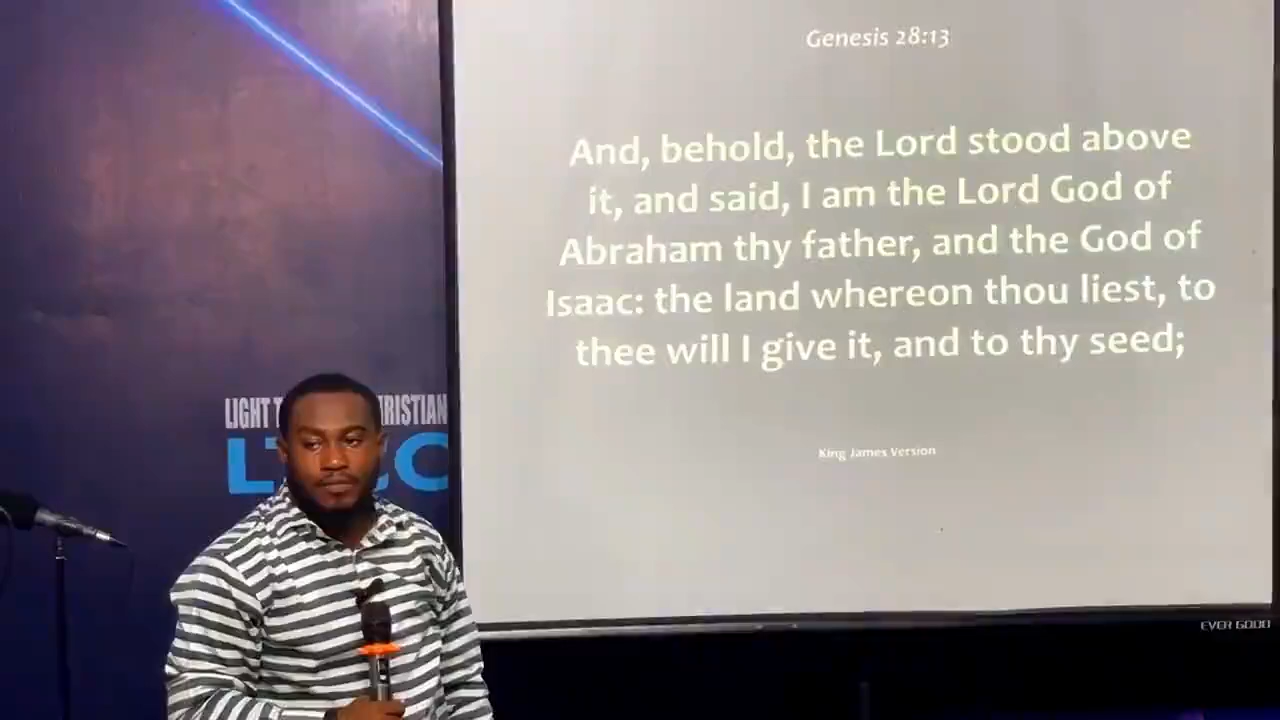 Genesis 28:13
And, behold, the Lord stood above
it, and said, I am the Lord God of
Abraham thy father, and the God of
Isaac: the land whereon thou liest, to
thee will I give it, and to thy seed;
King James Version
EVER GOOD
LIGHT